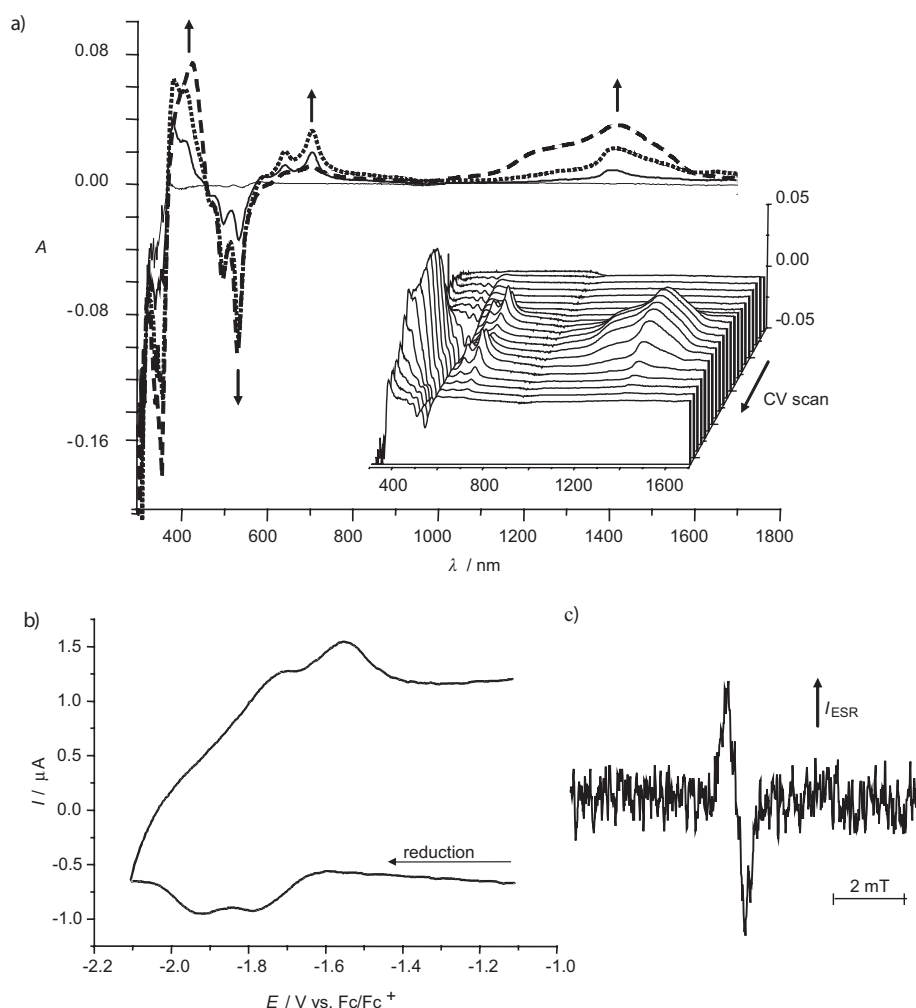 a)
0.08
0.00
A
-0.08
-0.16
0.05
0.00
-0.05
CV scan
400 800 1200 1600
400 600 800 1000 1200 1400 1600 1800
λ / nm
b)
1.5
1.0
0.5
0.0
-0.5
-1.0
I / μA
reduction
-2.2 -2.0 -1.8 -1.6 -1.4 -1.2 -1.0
E / V vs. Fc/Fc +
c)
I ESR
2 mT